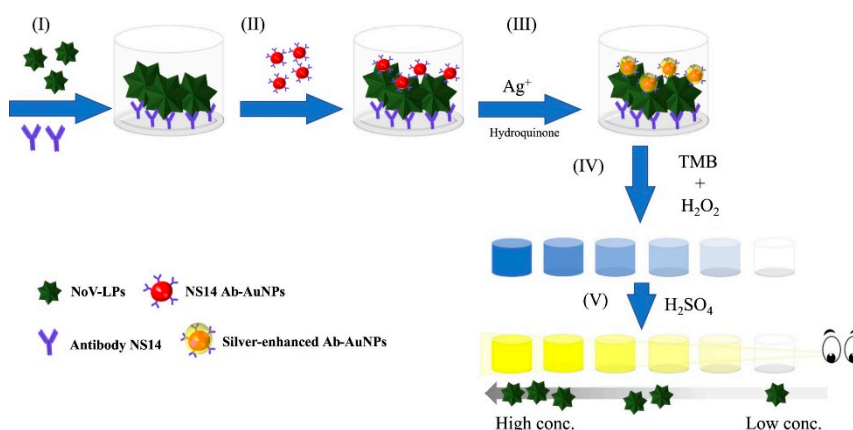 (I)
(II)
(III)
Ag⁺
Hydroquinone
(IV)
TMB
+
H₂O₂
(V)
H₂SO₄
NoV-LPs
NS14 Ab-AuNPs
Antibody NS14
Silver-enhanced Ab-AuNPs
High conc.
Low conc.